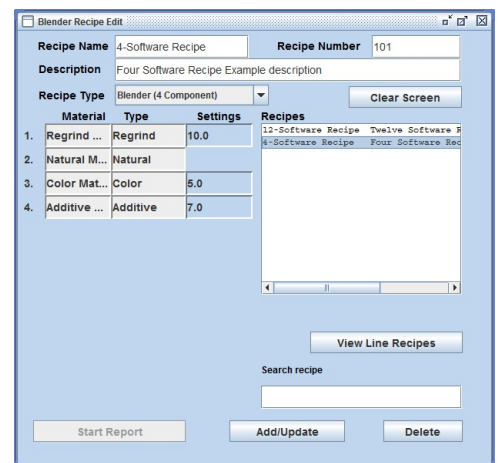 Blender Recipe Edit
Recipe Name 4-Software Recipe Recipe Number 101
Description Four Software Recipe Example description
Recipe Type Blender (4 Component) Clear Screen
Material Type Settings Recipes
12-Software Recipe Twelve Software R
4-Software Recipe Four Software Rec
1. Regrind ... Regrind 10.0
2. Natural M... Natural
3. Color Mat... Color 5.0
4. Additive ... Additive 7.0
View Line Recipes
Search recipe
Start Report Add/Update Delete